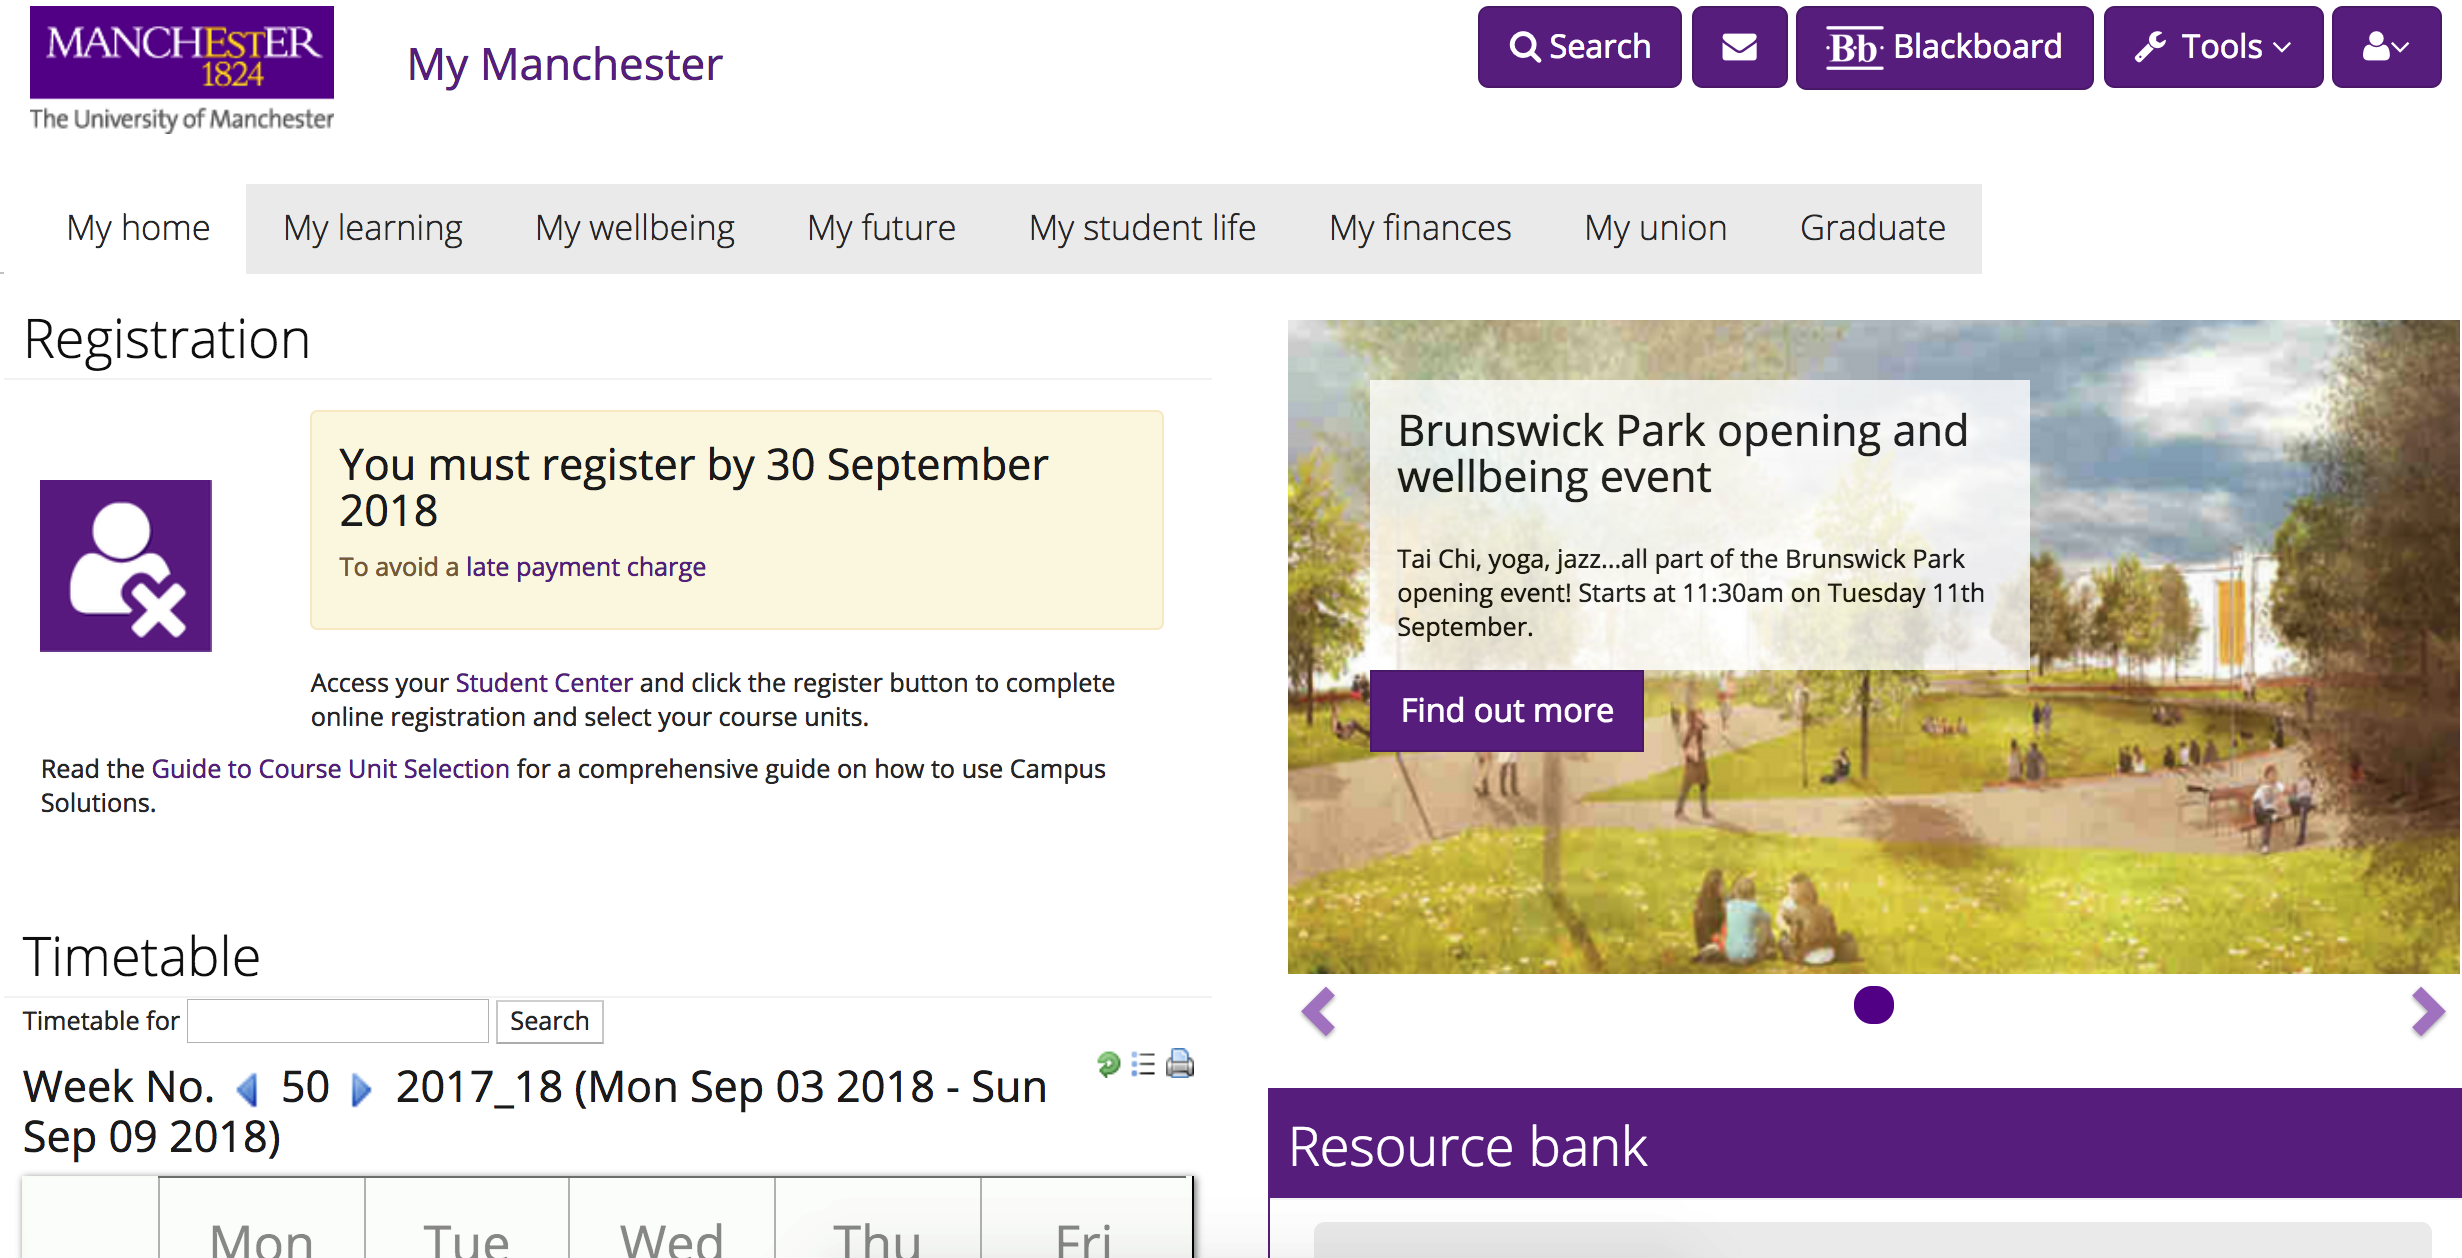 MANCHESTER
1824
The University of Manchester
My Manchester
Search
Bb Blackboard
Tools
My home
My learning
My wellbeing
My future
My student life
My finances
My union
Graduate
Registration
You must register by 30 September
2018
To avoid a late payment charge
Access your Student Center and click the register button to complete
online registration and select your course units.
Read the Guide to Course Unit Selection for a comprehensive guide on how to use Campus
Solutions.
Brunswick Park opening and
wellbeing event
Tai Chi, yoga, jazz...all part of the Brunswick Park
opening event! Starts at 11:30am on Tuesday 11th
September.
Find out more
Timetable
Timetable for
Search
Week No. 50 2017_18 (Mon Sep 03 2018 - Sun
Sep 09 2018)
Mon Tue Wed Thu Fri
Resource bank